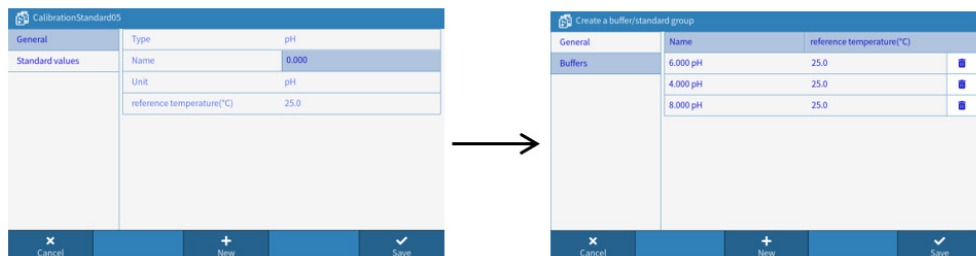 CalibrationStandard05
General
Standard values
Type pH
Name 0.000
Unit pH
reference temperature(°C) 25.0
Cancel
New
Save
Create a buffer/standard group
General
Buffers
Name reference temperature(°C)
6.000 pH 25.0
4.000 pH 25.0
8.000 pH 25.0
Cancel
New
Save